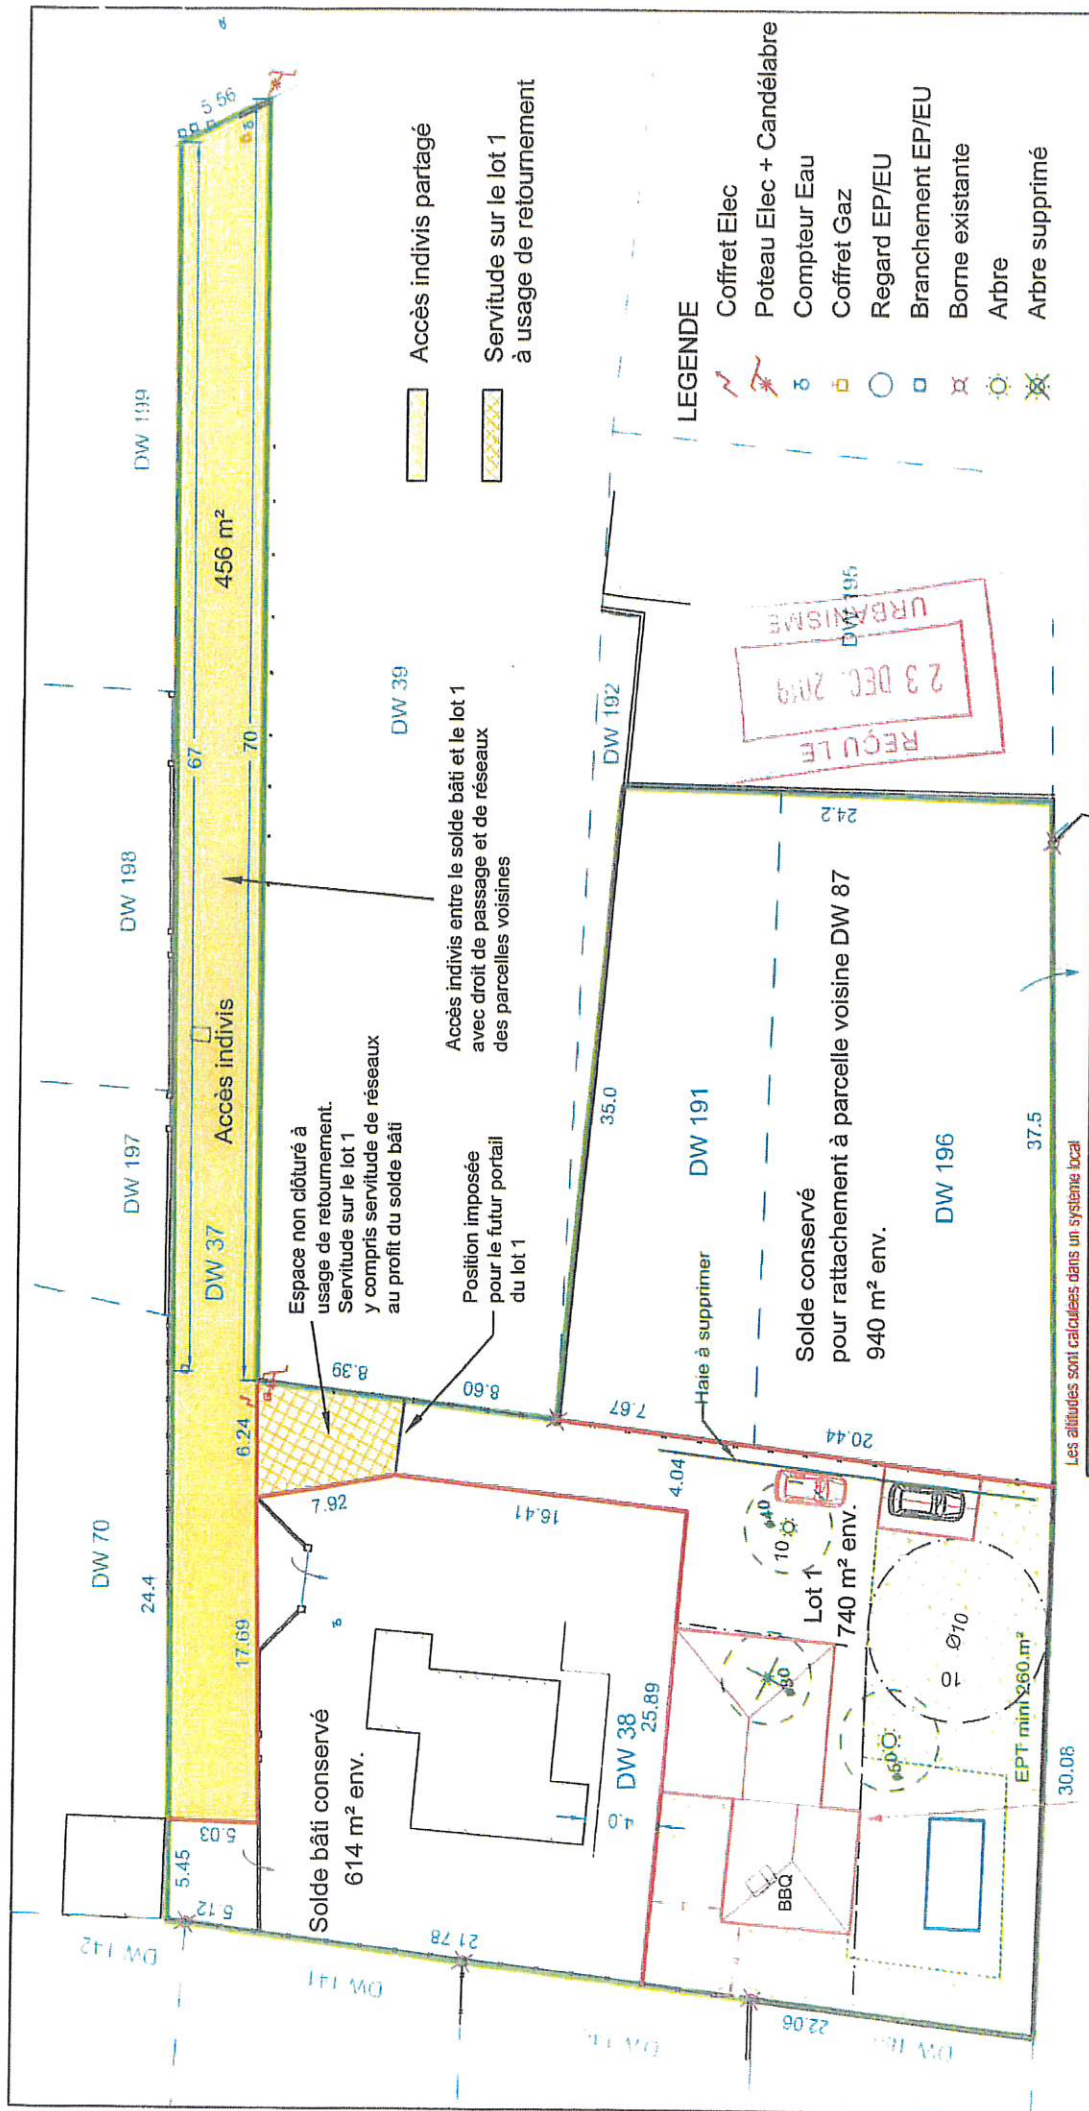 DW 199
DW 198
DW 197
DW 70
DW 142
DW 141
5 56
67
456 m²
70
Accès indivis
DW 37
24.4
6.24
17.69
5.03
5.45
5.12
Accès indivis partagé
Servitude sur le lot 1
à usage de retournement
LEGENDE
Coffret Elec
Poteau Elec + Candélabre
Compteur Eau
Coffret Gaz
Regard EP/EU
Branchement EP/EU
Borne existante
Arbre
Arbre supprimé
DW 39
Accès indivis entre le solde bâti et le lot 1
avec droit de passage et de réseaux
des parcelles voisines
Espace non clôturé à
usage de retournement.
Servitude sur le lot 1
y compris servitude de réseaux
au profit du solde bâti
Position imposée
pour le futur portail
du lot 1
8.39
8.60
7.67
7.92
16.41
35.0
DW 192
DW 195
REÇU LE
23 DEC. 2019
URBANISME
24.2
DW 191
Solde conservé
pour rattachement à parcelle voisine DW 87
940 m² env.
DW 196
37.5
Haie à supprimer
20.44
4.04
Solde bâti conservé
614 m² env.
21.78
DW 38
25.89
4.0
Lot 1
740 m² env.
10
ø40
ø60
BBQ
10
Ø10
EPT mini 260 m²
30.08
22.06
Les altitudes sont calculées dans un système local